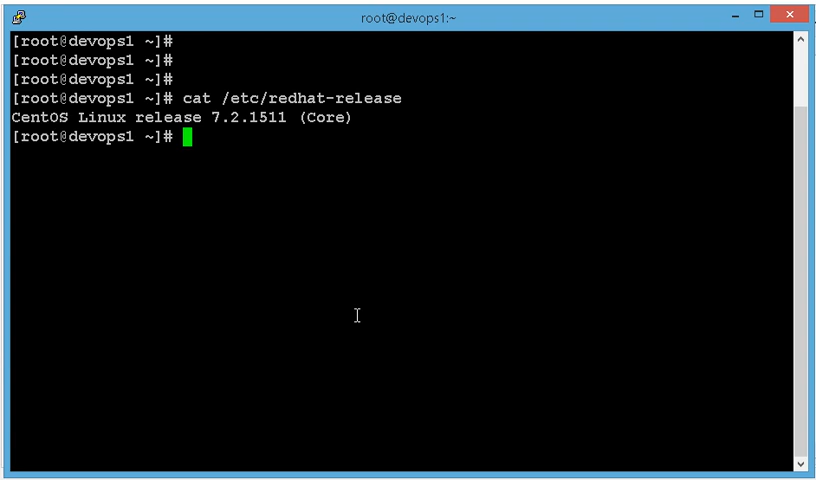 root@devops1:~
[root@devops1 ~]#
[root@devops1 ~]#
[root@devops1 ~]#
[root@devops1 ~]# cat /etc/redhat-release
CentOS Linux release 7.2.1511 (Core)
[root@devops1 ~]#